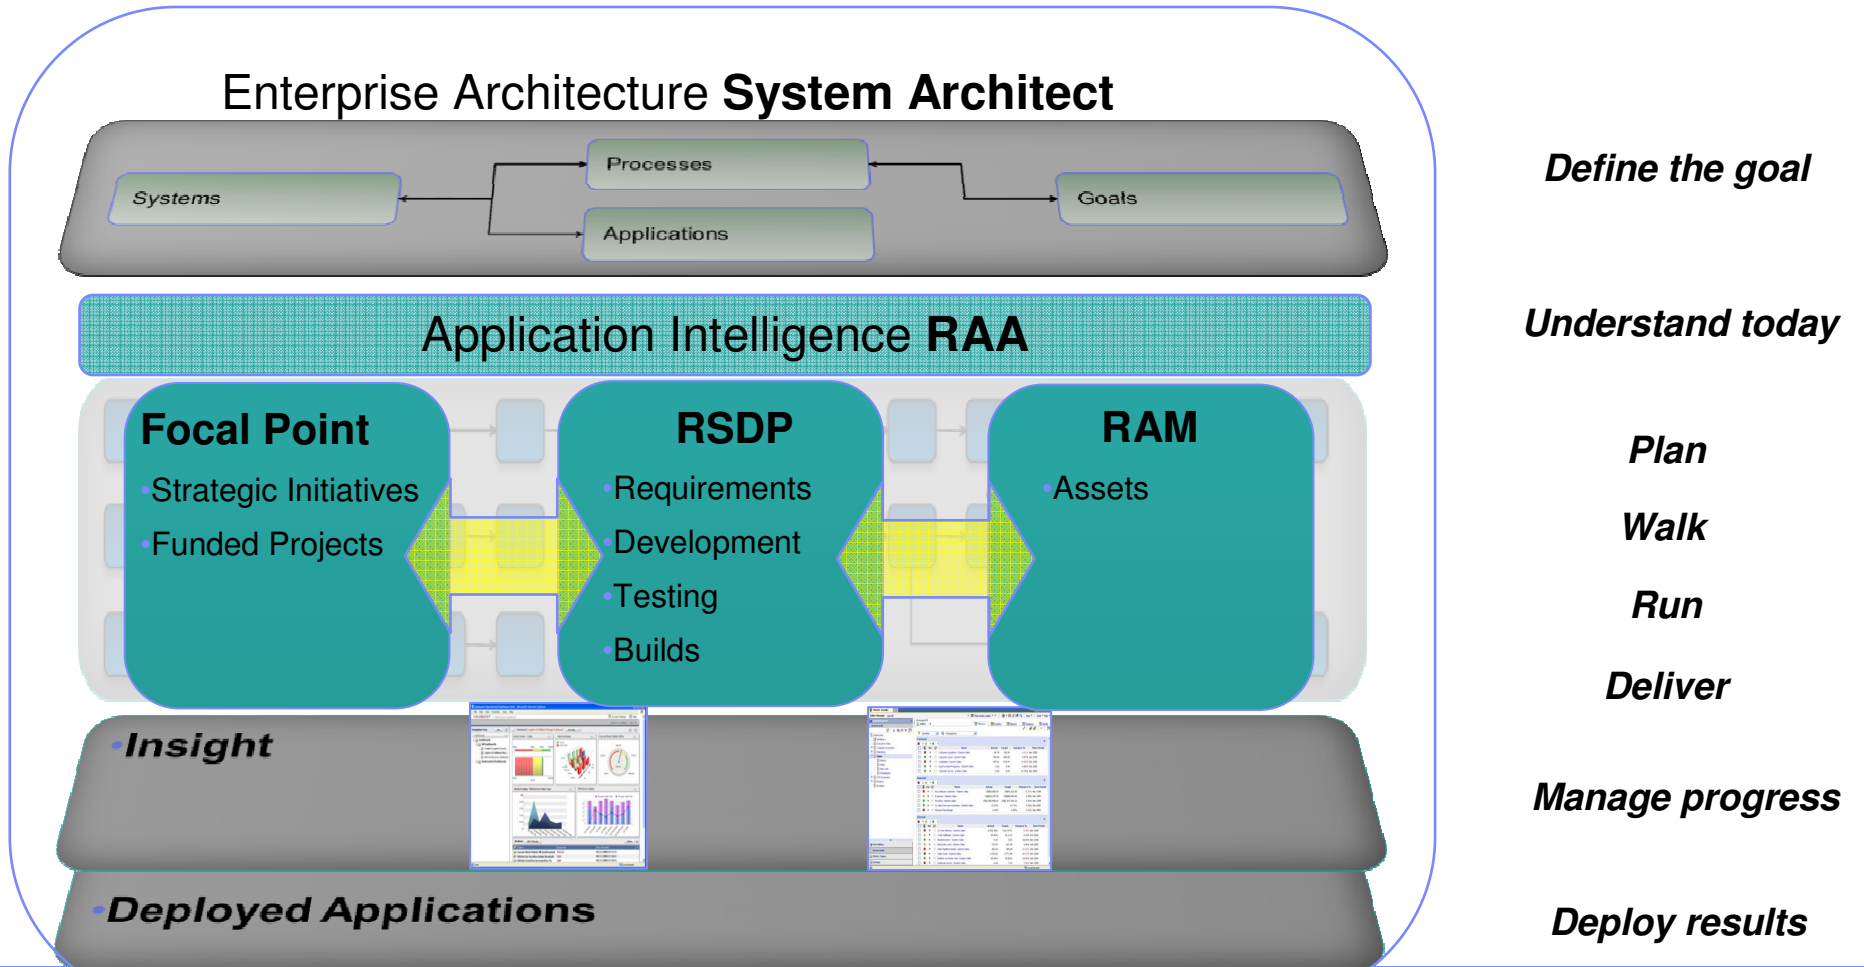 Enterprise Architecture System Architect
Processes
Systems
Goals
Applications
Define the goal
Application Intelligence RAA
Understand today
Focal Point
•Strategic Initiatives
•Funded Projects
RSDP
•Requirements
•Development
•Testing
•Builds
RAM
•Assets
Plan
Walk
Run
Deliver
•Insight
Manage progress
•Deployed Applications
Deploy results